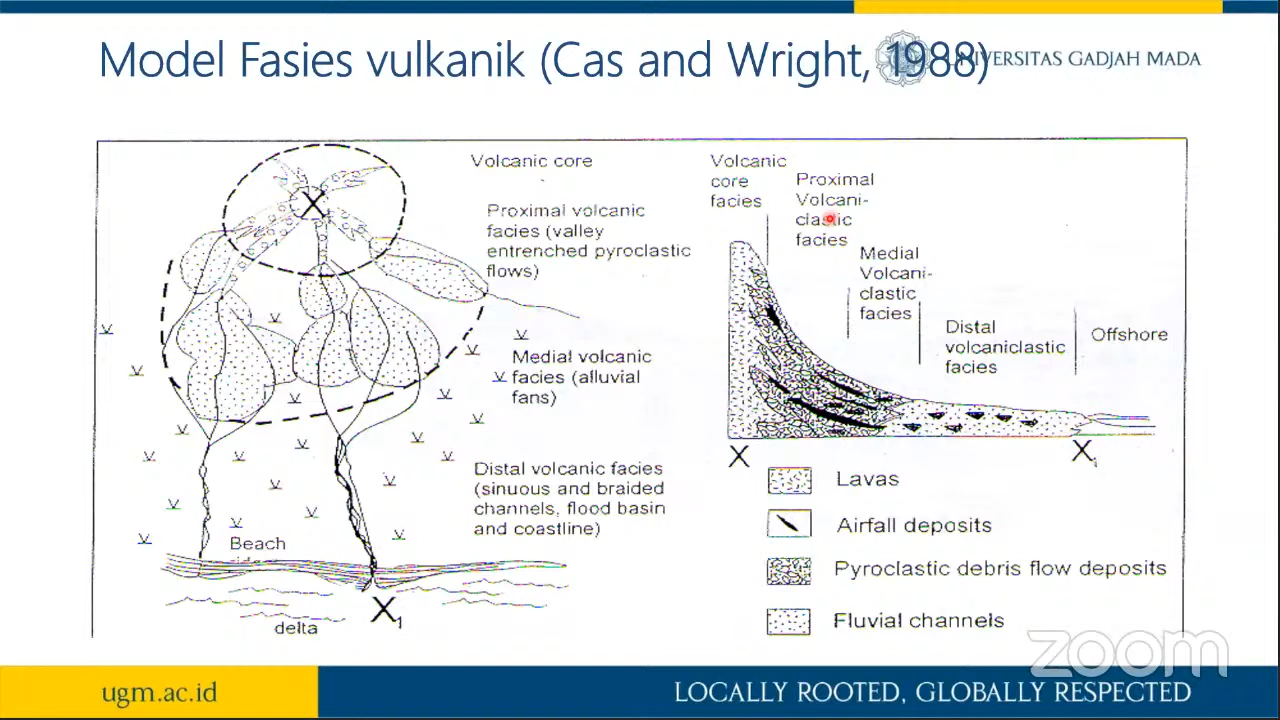 Model Fasies vulkanik (Cas and Wright, 1988)
UNIVERSITAS GADJAH MADA
Volcanic core
Proximal volcanic
facies (valley
entrenched pyroclastic
flows)
Medial volcanic
facies (alluvial
fans)
Distal volcanic facies
(sinuous and braided
channels, flood basin
and coastline)
X
Beach
X1
delta
Volcanic
core
facies
Proximal
Volcani-
clastic
facies
Medial
Volcani-
clastic
facies
Distal
volcaniclastic
facies
Offshore
X
X1
Lavas
Airfall deposits
Pyroclastic debris flow deposits
Fluvial channels
zoom
ugm.ac.id
LOCALLY ROOTED, GLOBALLY RESPECTED